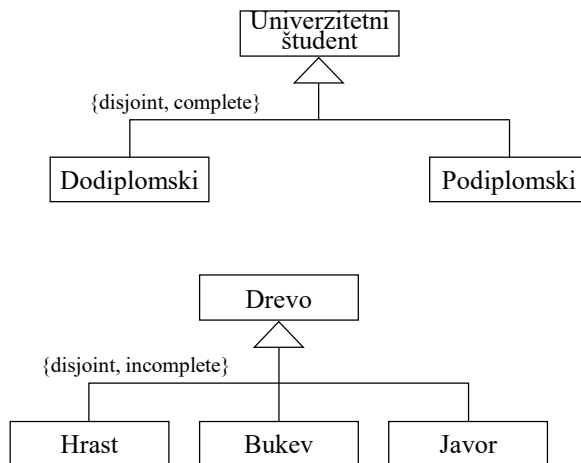 Univerzitetni
študent
{disjoint, complete}
Dodiplomski
Podiplomski
Drevo
{disjoint, incomplete}
Hrast
Bukev
Javor